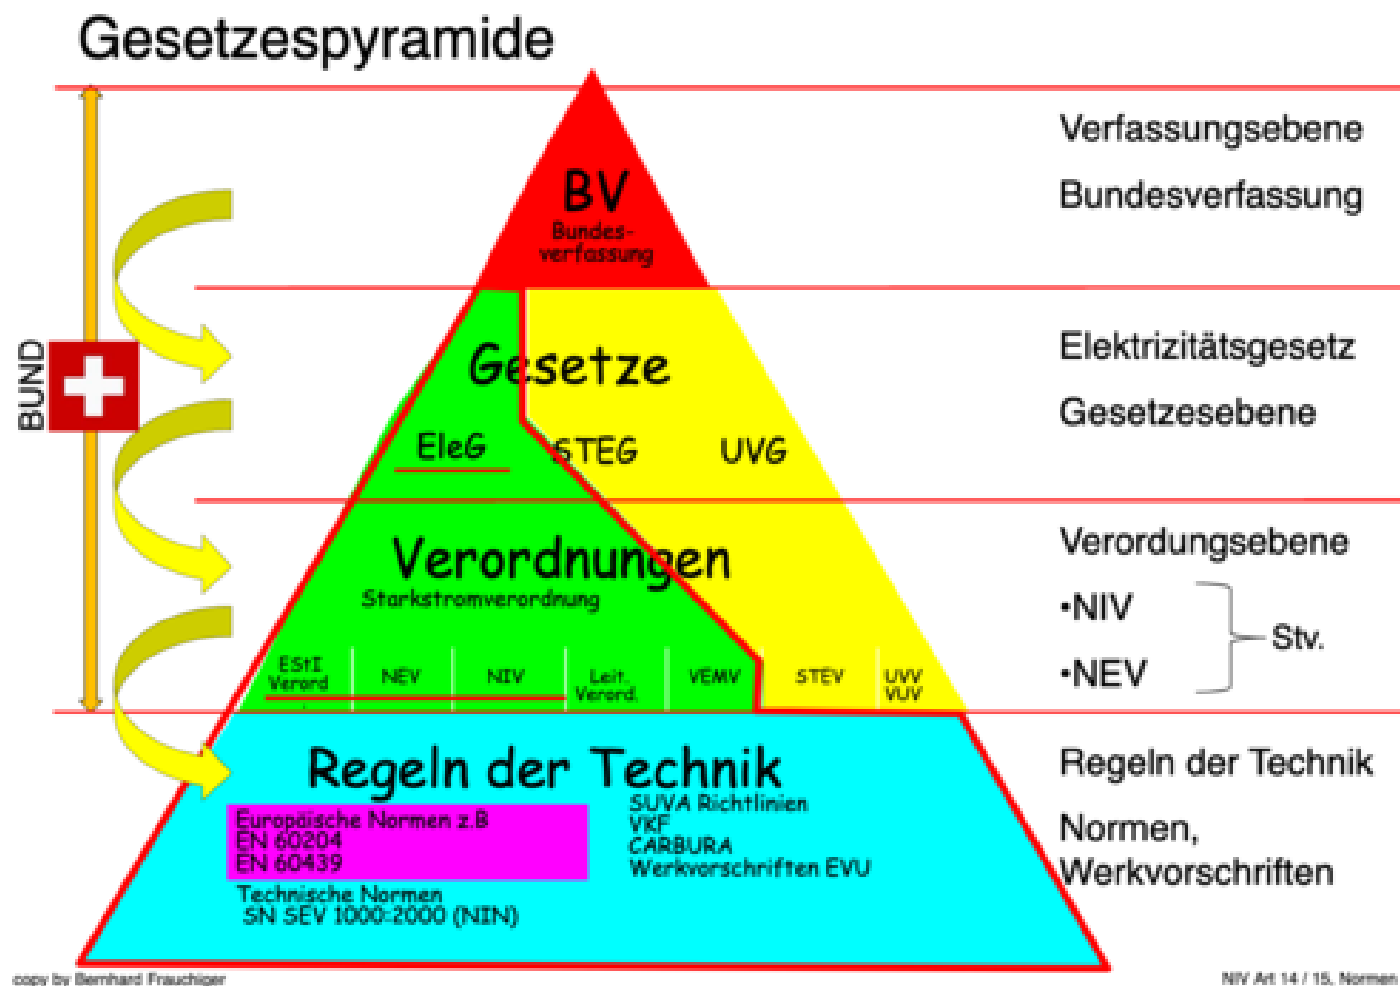 Gesetzespyramide
Verfassungsebene
Bundesverfassung
BV
Bundes-
verfassung
BUND
Gesetze
Elektrizitätsgesetz
Gesetzesebene
EleG
STEG
UVG
Verordnungen
Starkstromverordnung
Verordungsebene
•NIV
•NEV
Stv.
EStI
Verord
NEV
NIV
Leit.
Verord.
VEMV
STEV
UVV
VUV
Regeln der Technik
Europäische Normen z.B
EN 60204
EN 60439
Technische Normen
SN SEV 1000:2000 (NIN)
SUVA Richtlinien
VKF
CARBURA
Werkvorschriften EVU
Regeln der Technik
Normen,
Werkvorschriften
copy by Bernhard Frauchiger
NIV Art 14 / 15, Normen